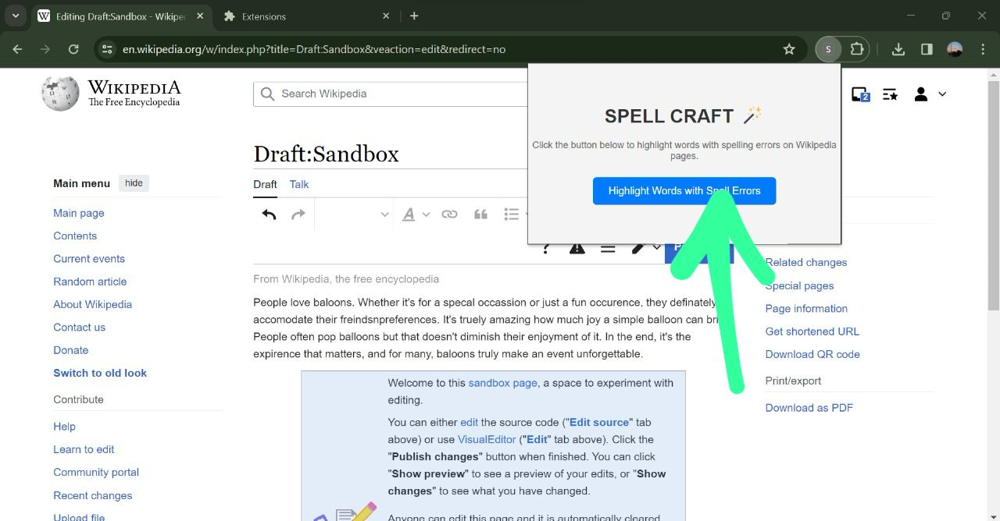 Editing Draft:Sandbox - Wikipe
Extensions
en.wikipedia.org/w/index.php?title=Draft:Sandbox&veaction=edit&redirect=no
S
WIKIPEDIA
The Free Encyclopedia
Search Wikipedia
2
SPELL CRAFT
Click the button below to highlight words with spelling errors on Wikipedia
pages.
Highlight Words with Spell Errors
Draft:Sandbox
Draft
Talk
Main menu
hide
Main page
Contents
Current events
Random article
About Wikipedia
Contact us
Donate
Switch to old look
Contribute
Help
Learn to edit
Community portal
Recent changes
Upload file
A
From Wikipedia, the free encyclopedia
People love baloons. Whether it's for a specal occassion or just a fun occurence, they definately
accomodate their freindsnpreferences. It's truely amazing how much joy a simple balloon can
People often pop balloons but that doesn't diminish their enjoyment of it. In the end, it's the
expirence that matters, and for many, baloons truly make an event unforgettable.
Welcome to this sandbox page, a space to experiment with
editing.
You can either edit the source code ("Edit source" tab
above) or use VisualEditor ("Edit" tab above). Click the
"Publish changes" button when finished. You can click
"Show preview" to see a preview of your edits, or "Show
changes" to see what you have changed.
Anyone can edit this page and it is automatically cleared
Related changes
Special pages
Page information
Get shortened URL
Download QR code
Print/export
Download as PDF